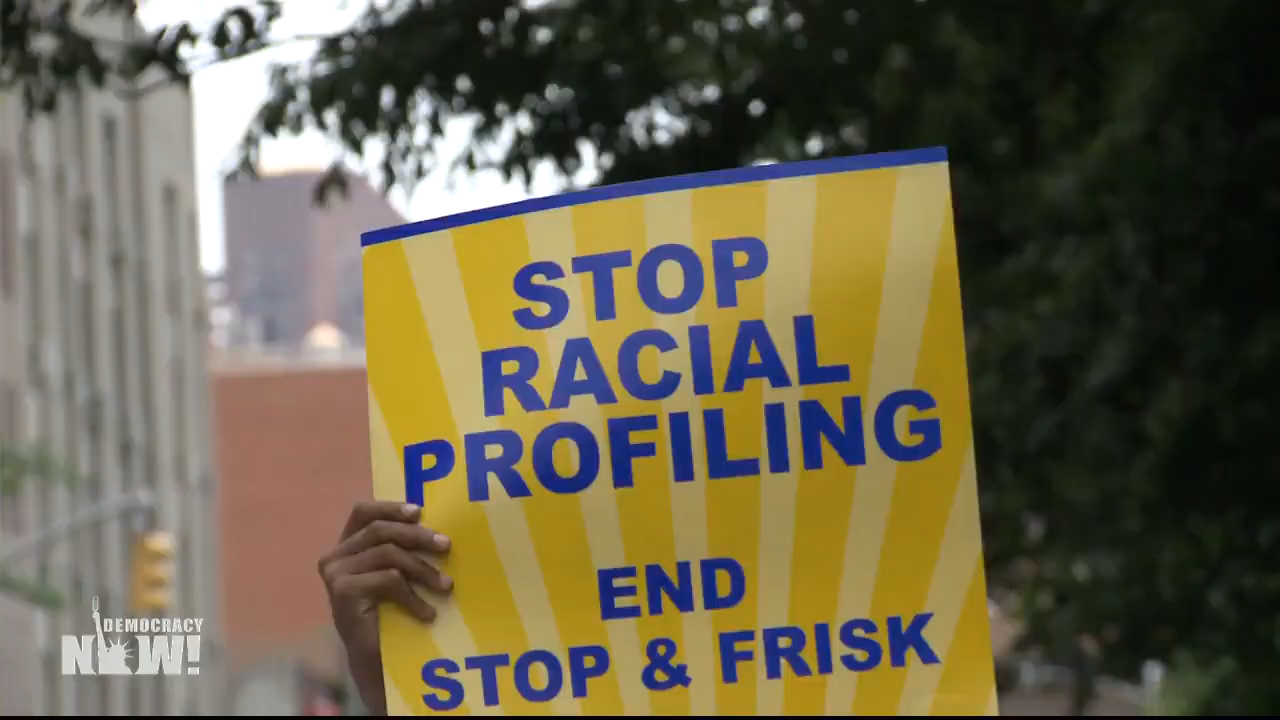 STOP
RACIAL
PROFILING
END
STOP & FRISK
DEMOCRACY
NOW!